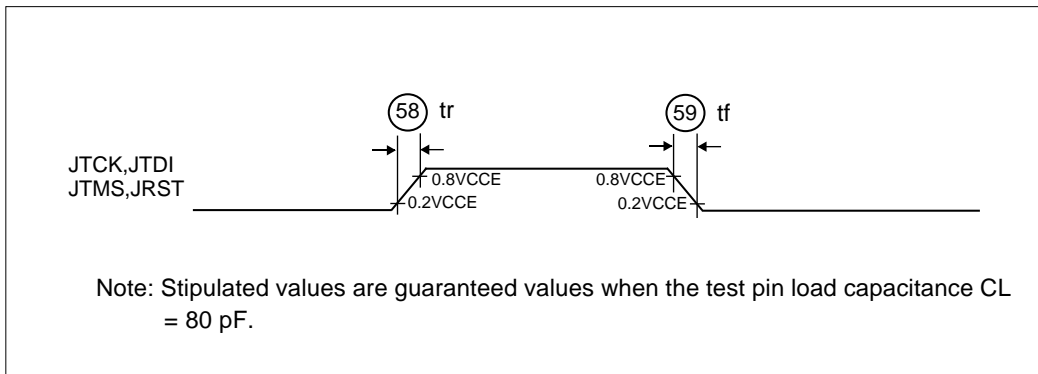 58 tr
59 tf
JTCK,JTDI
JTMS,JRST
0.8VCCE
0.2VCCE
0.8VCCE
0.2VCCE
Note: Stipulated values are guaranteed values when the test pin load capacitance CL
= 80 pF.